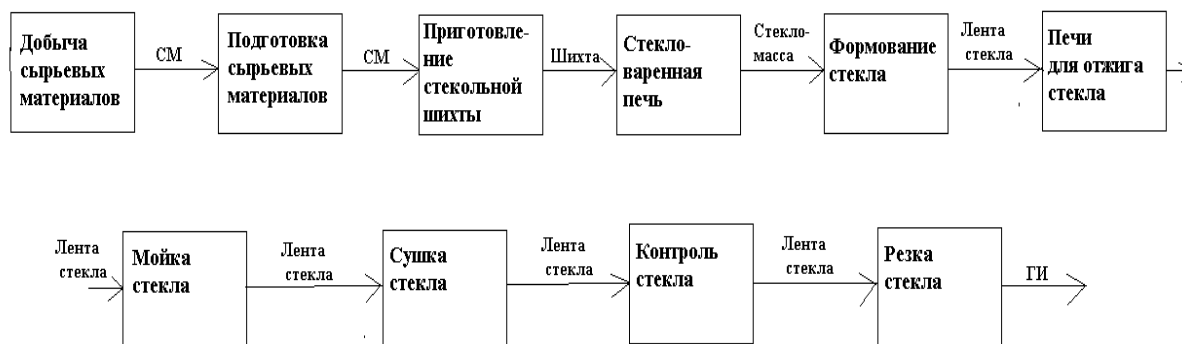 Добыча
сырьевых
материалов
СМ
Подготовка
сырьевых
материалов
СМ
Приготовле-
ние
стекольной
шихты
Шихта
Стекло-
варенная
печь
Стекло-
масса
Формование
стекла
Лента
стекла
Печи
для отжига
стекла
Лента
стекла
Мойка
стекла
Лента
стекла
Сушка
стекла
Лента
стекла
Контроль
стекла
Лента
стекла
Резка
стекла
ГИ